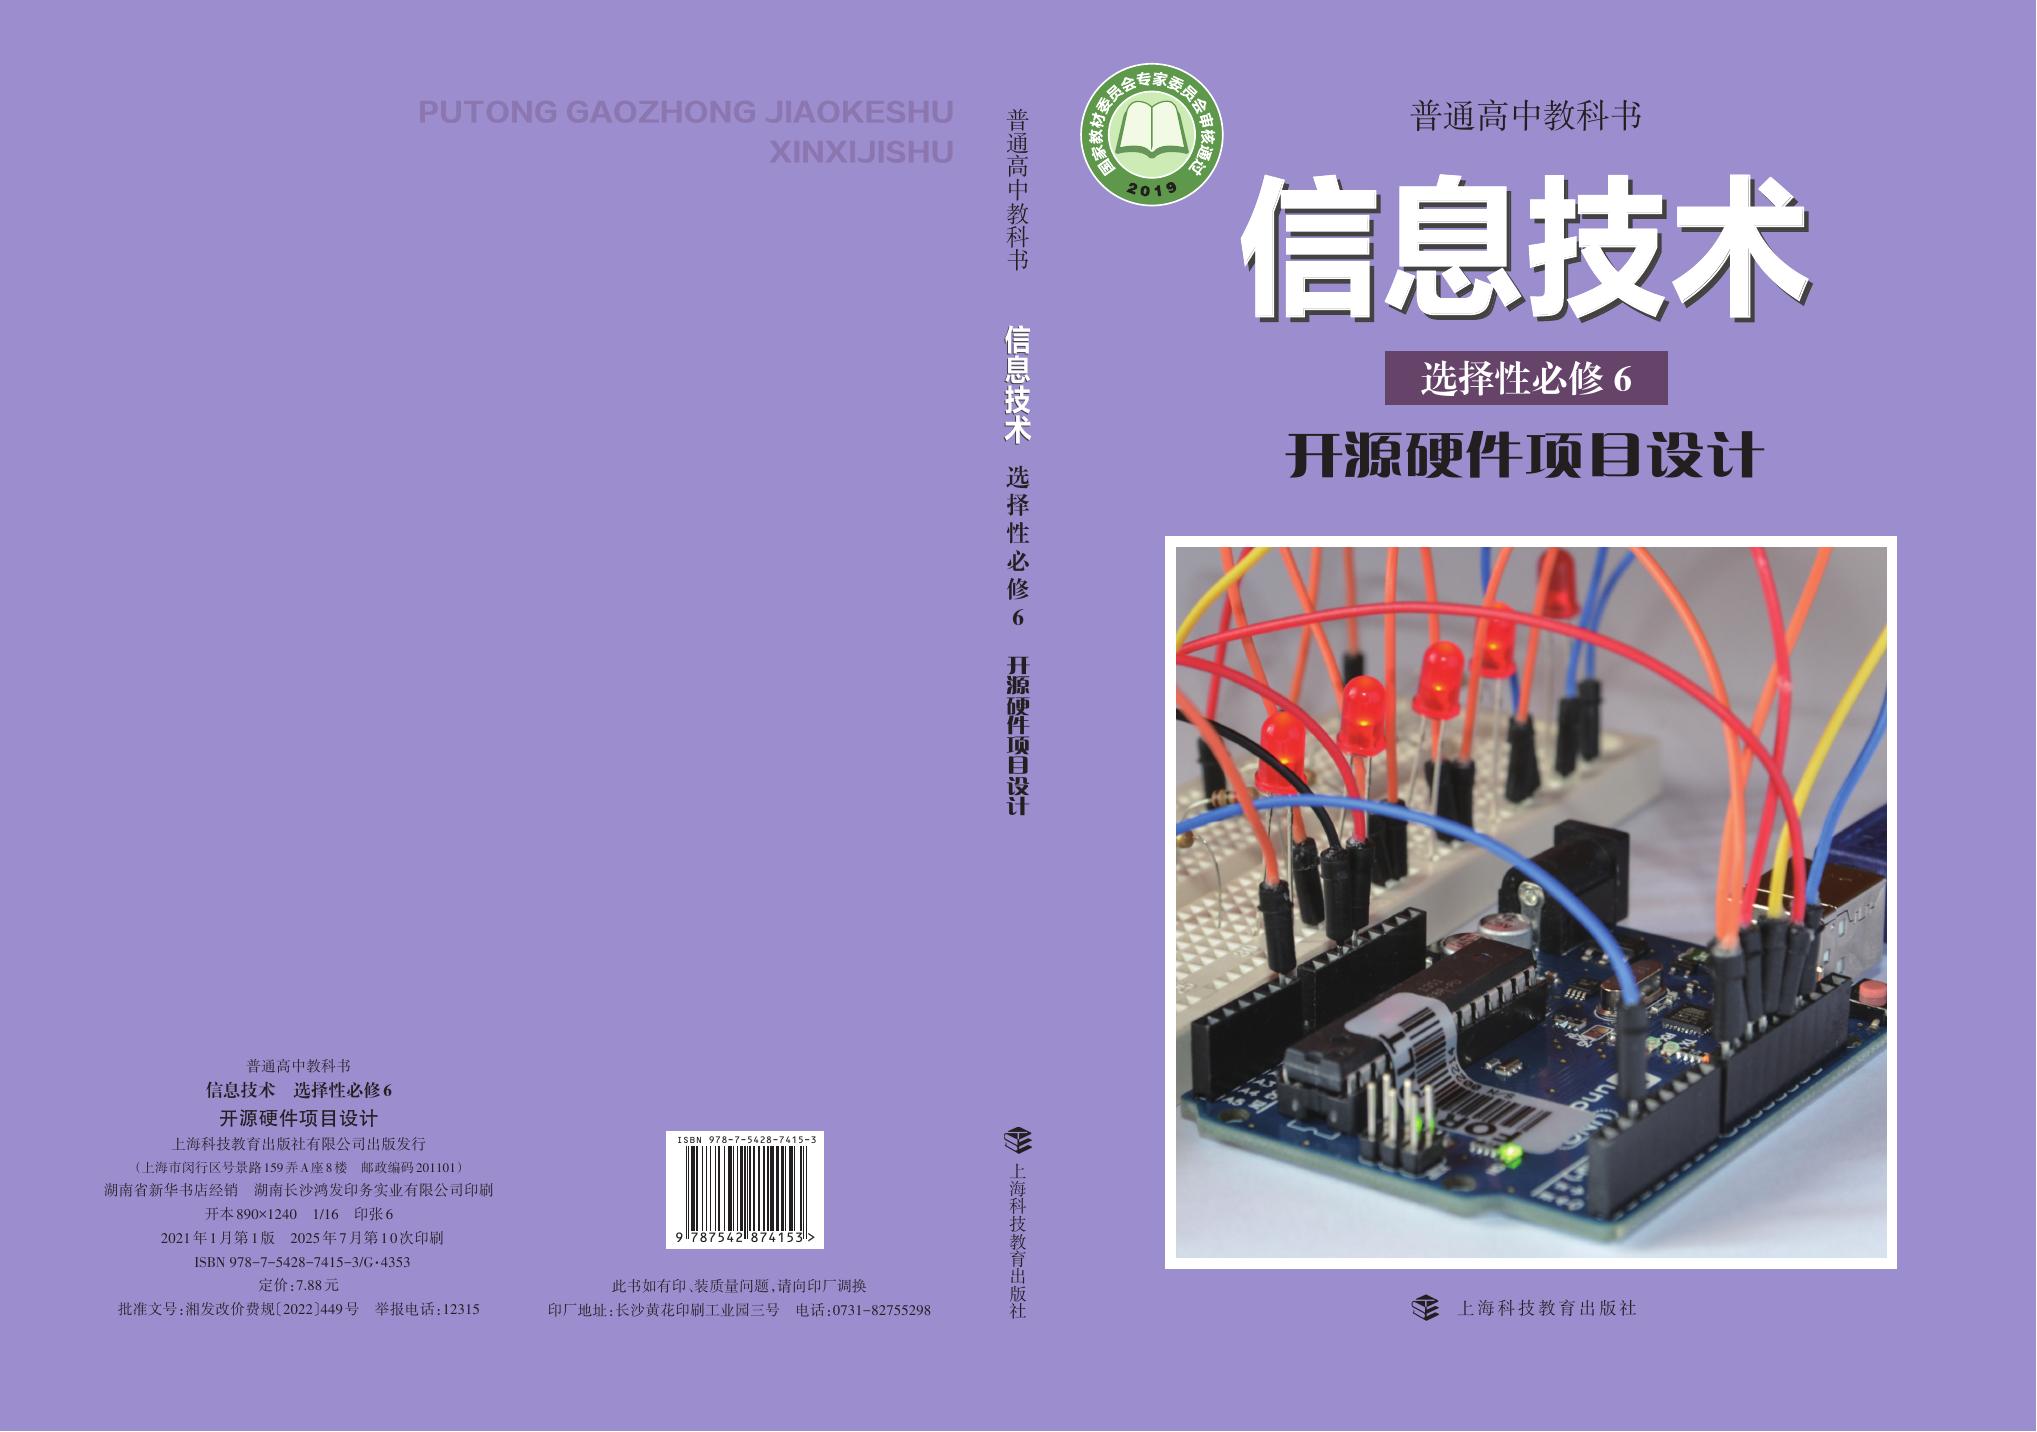 PUTONG GAOZHONG JIAOKESHU
XINXIJISHU
普通高中教科书
信息技术 选择性必修6
开源硬件项目设计
上海科技教育出版社有限公司出版发行
(上海市闵行区号景路159弄A座8楼 邮政编码201101)
湖南省新华书店经销 湖南长沙鸿发印务实业有限公司印刷
开本890×1240 1/16 印张6
2021年1月第1版 2025年7月第10次印刷
ISBN 978-7-5428-7415-3/G·4353
定价:7.88元
批准文号:湘发改价费规〔2022〕449号 举报电话:12315
ISBN 978-7-5428-7415-3
9 787542 874153>
此书如有印、装质量问题,请向印厂调换
印厂地址:长沙黄花印刷工业园三号 电话:0731-82755298
普通高中教科书
信息技术
选择性必修6
开源硬件项目设计
上海科技教育出版社
国家教材委员会专家委员会审核通过
2019
普通高中教科书
信息技术
选择性必修6
开源硬件项目设计
上海科技教育出版社